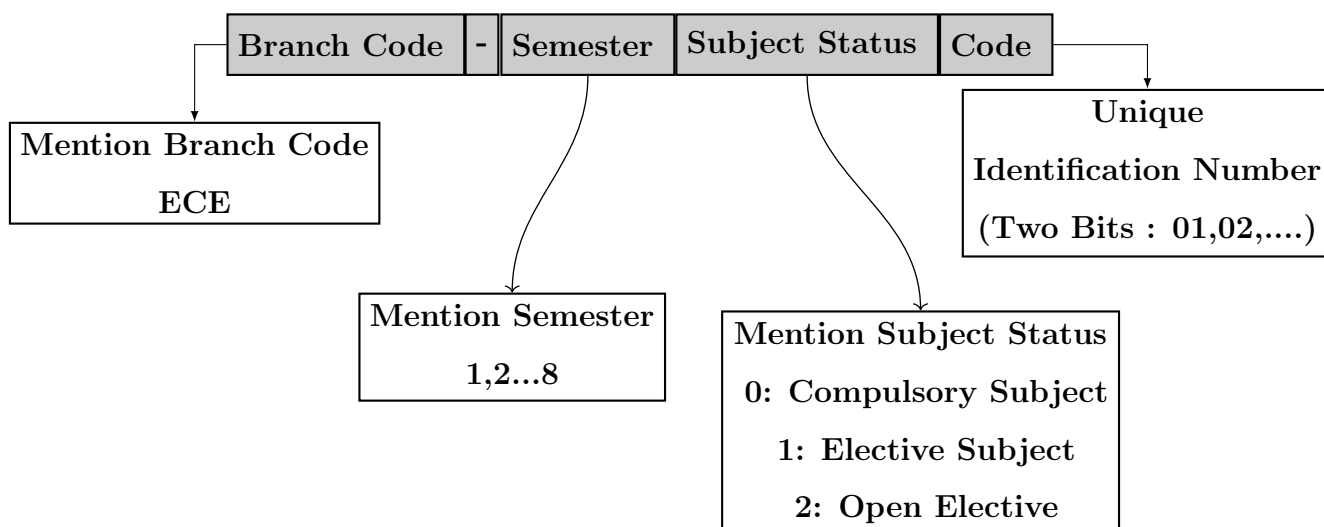 Branch Code - Semester Subject Status Code
Mention Branch Code
ECE
Unique
Identification Number
(Two Bits : 01,02,....)
Mention Semester
1,2...8
Mention Subject Status
0: Compulsory Subject
1: Elective Subject
2: Open Elective